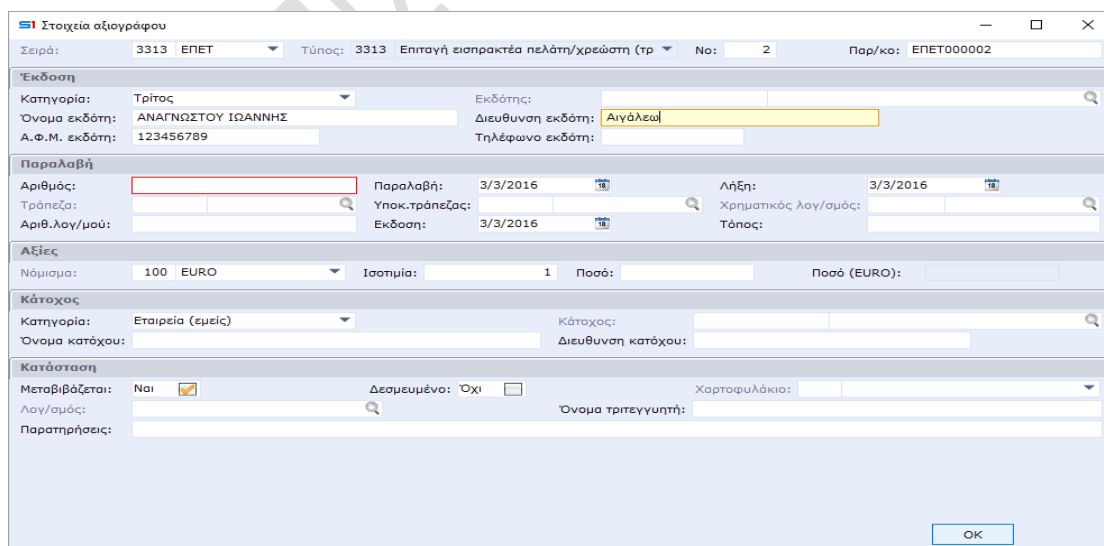 S1 Στοιχεία αξιογράφου
Σειρά: 3313 ΕΠΕΤ Τύπος: 3313 Επιταγή εισπρακτέα πελάτη/χρεώστη (τρ No: 2 Παρ/κο: ΕΠΕΤ000002
Έκδοση
Κατηγορία: Τρίτος Εκδότης:
Όνομα εκδότη: ΑΝΑΓΝΩΣΤΟΥ ΙΩΑΝΝΗΣ Διευθυνση εκδότη: Αιγάλεω
Α.Φ.Μ. εκδότη: 123456789 Τηλέφωνο εκδότη:
Παραλαβή
Αριθμός: Παραλαβή: 3/3/2016 18 Λήξη: 3/3/2016 18
Τράπεζα: Υποκ.τράπεζας: Χρηματικός λογ/σμός:
Αριθ.λογ/μού: Εκδοση: 3/3/2016 18 Τόπος:
Αξίες
Νόμισμα: 100 EURO Ισοτιμία: 1 Ποσό: Ποσό (EURO):
Κάτοχος
Κατηγορία: Εταιρεία (εμείς) Κάτοχος:
Όνομα κατόχου: Διευθυνση κατόχου:
Κατάσταση
Μεταβιβάζεται: Ναι Δεσμευμένο: Όχι Χαρτοφυλάκιο:
Λογ/σμός: Όνομα τριτεγγυητή:
Παρατηρήσεις:
OK